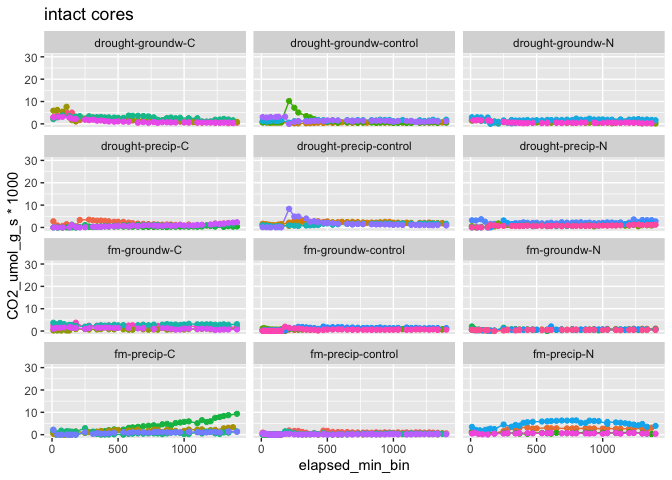 intact cores
drought-groundw-C drought-groundw-control drought-groundw-N
30
20
10
0
drought-precip-C drought-precip-control drought-precip-N
30
20
10
0
fm-groundw-C fm-groundw-control fm-groundw-N
30
20
10
0
fm-precip-C fm-precip-control fm-precip-N
30
20
10
0
0 500 1000 0 500 1000 0 500 1000
elapsed_min_bin
CO2_umol_g_s * 1000